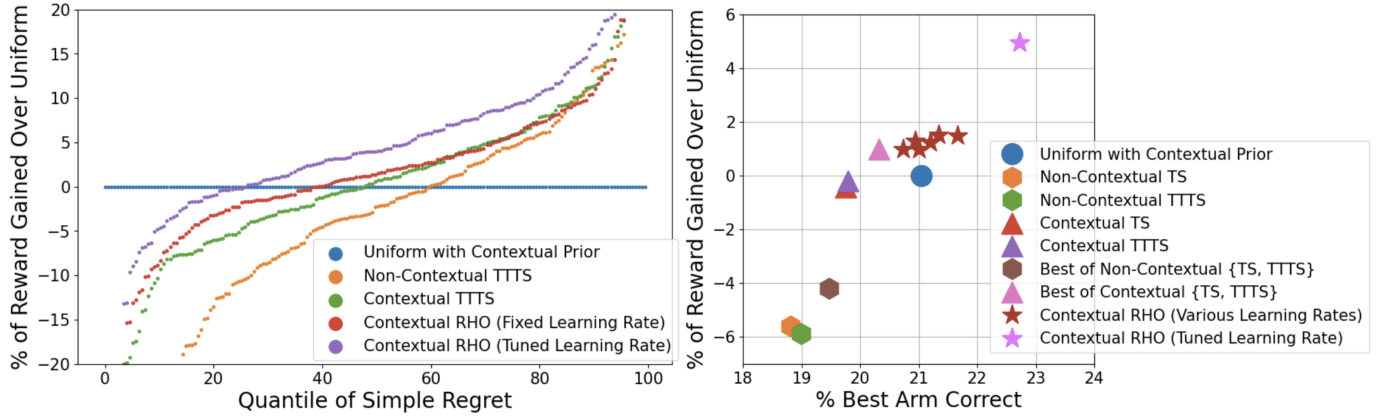 % of Reward Gained Over Uniform
20
15
10
5
0
−5
−10
−15
−20
0
20
40
60
80
100
Quantile of Simple Regret
Uniform with Contextual Prior
Non-Contextual TTTS
Contextual TTTS
Contextual RHO (Fixed Learning Rate)
Contextual RHO (Tuned Learning Rate)
% of Reward Gained Over Uniform
6
4
2
0
−2
−4
−6
18
19
20
21
22
23
24
% Best Arm Correct
Uniform with Contextual Prior
Non-Contextual TS
Non-Contextual TTTS
Contextual TS
Contextual TTTS
Best of Non-Contextual {TS, TTTS}
Best of Contextual {TS, TTTS}
Contextual RHO (Various Learning Rates)
Contextual RHO (Tuned Learning Rate)